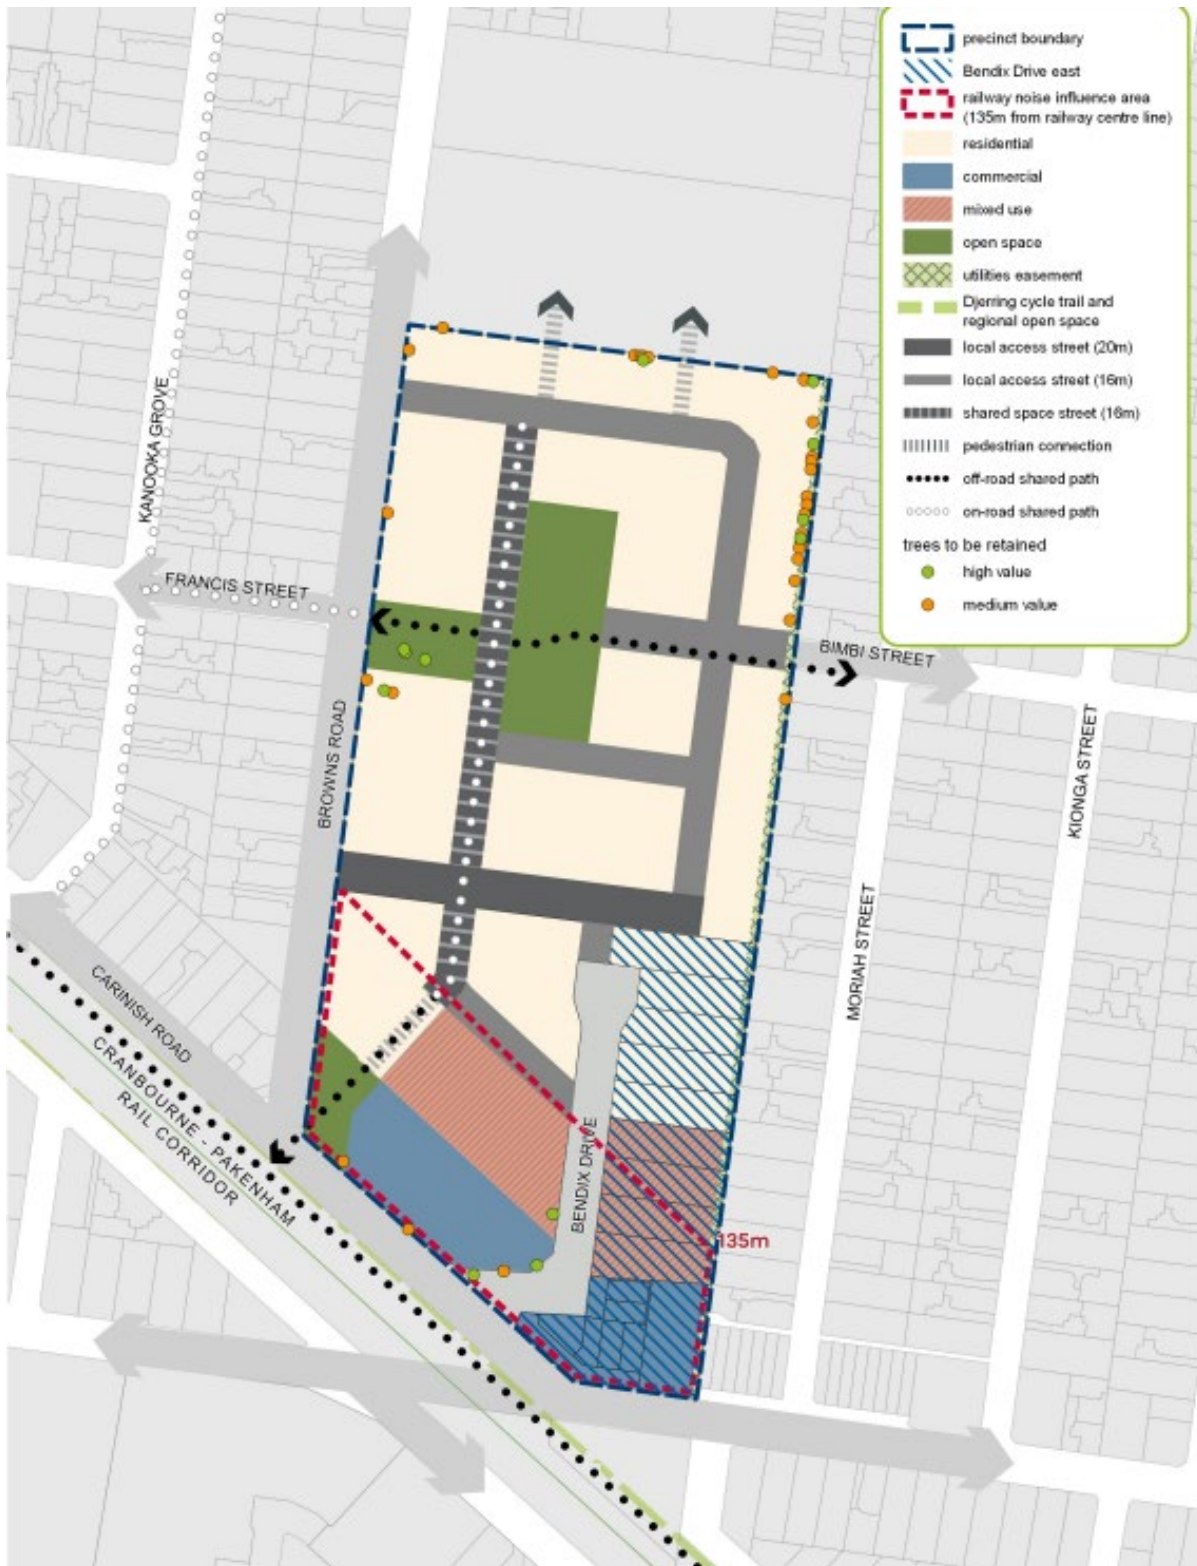 precinct boundary
Bendix Drive east
railway noise influence area
(135m from railway centre line)
residential
commercial
mixed use
open space
utilities easement
Djerring cycle trail and
regional open space
local access street (20m)
local access street (16m)
shared space street (16m)
pedestrian connection
off-road shared path
on-road shared path
trees to be retained
high value
medium value
KANOOKA GROVE
FRANCIS STREET
BIMBI STREET
BROWNS ROAD
KIONGA STREET
MORIAH STREET
CARINISH ROAD
CRANBOURNE - PAKENHAM
RAIL CORRIDOR
BENDIX DRIVE
135m